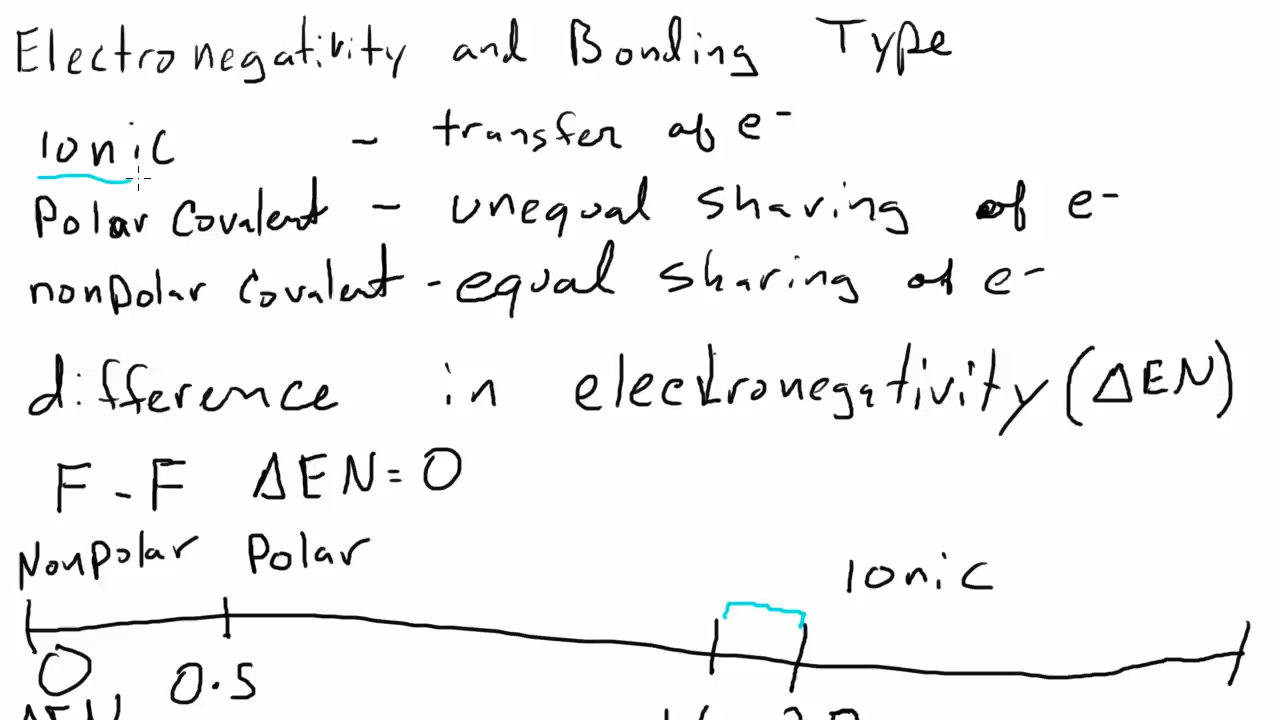 Electronegativity and Bonding Type
Ionic - transfer of e-
Polar Covalent - unequal sharing of e-
nonpolar Covalent - equal sharing of e-
difference in electronegativity (ΔEN)
F - F ΔEN = 0
Nonpolar Polar Ionic
0 0.5